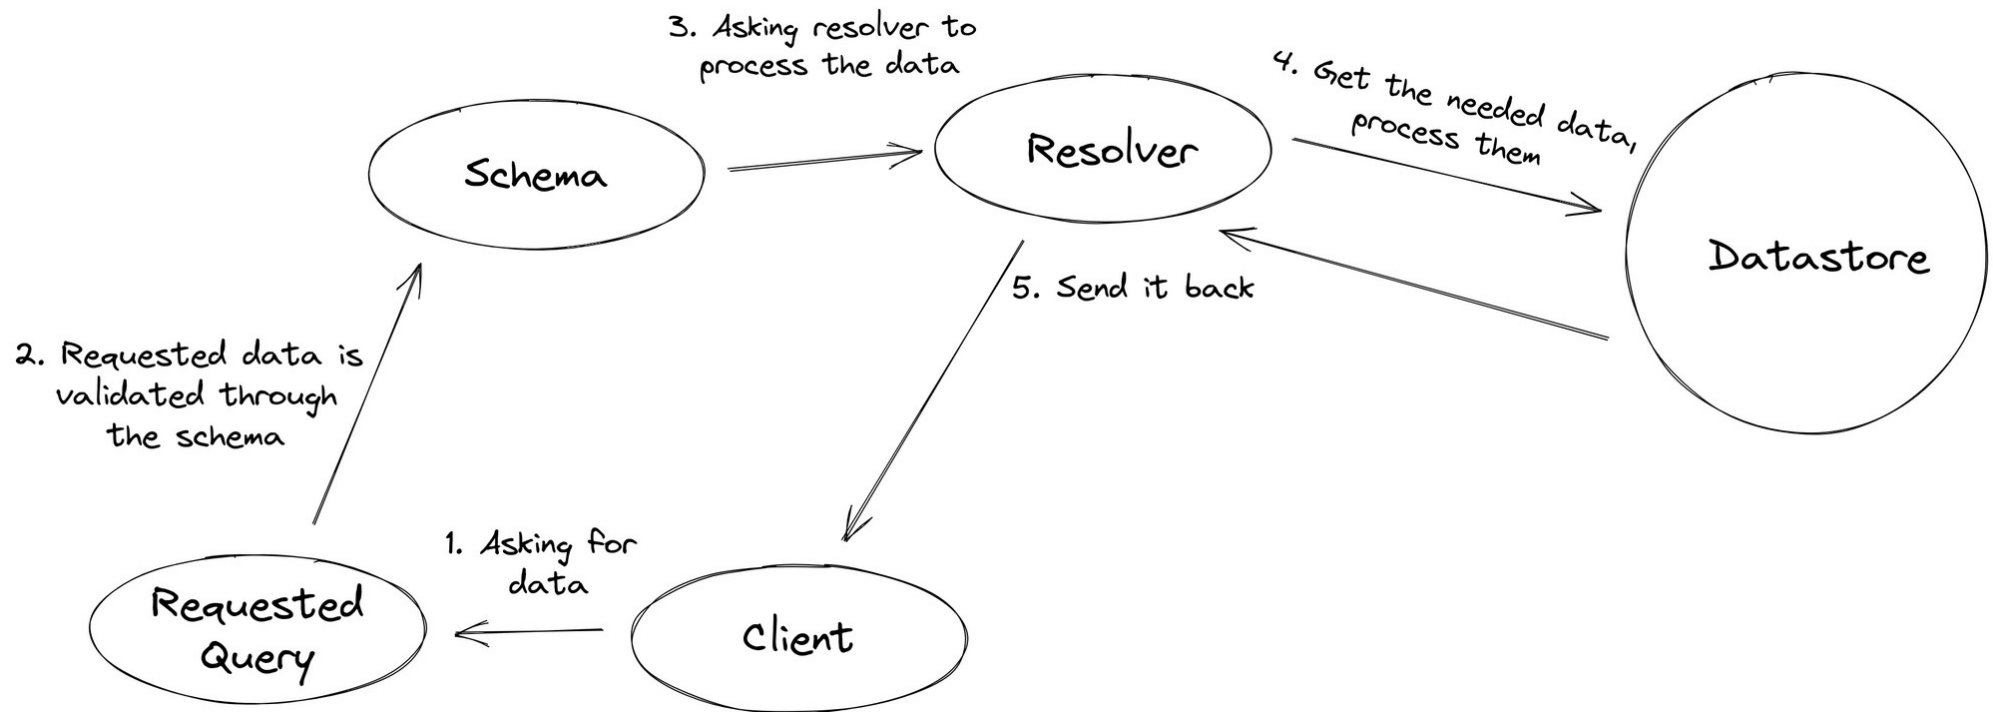 3. Asking resolver to
process the data
4. Get the needed data,
process them
Schema
Resolver
Datastore
5. Send it back
2. Requested data is
validated through
the schema
1. Asking for
data
Requested
Query
Client